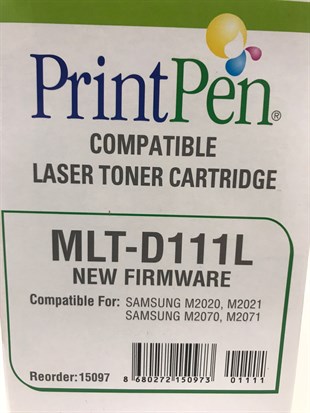 PrintPen®
COMPATIBLE
LASER TONER CARTRIDGE
MLT-D111L
NEW FIRMWARE
Compatible For: SAMSUNG M2020, M2021
SAMSUNG M2070, M2071
Reorder:15097 8 680272 150973 01111